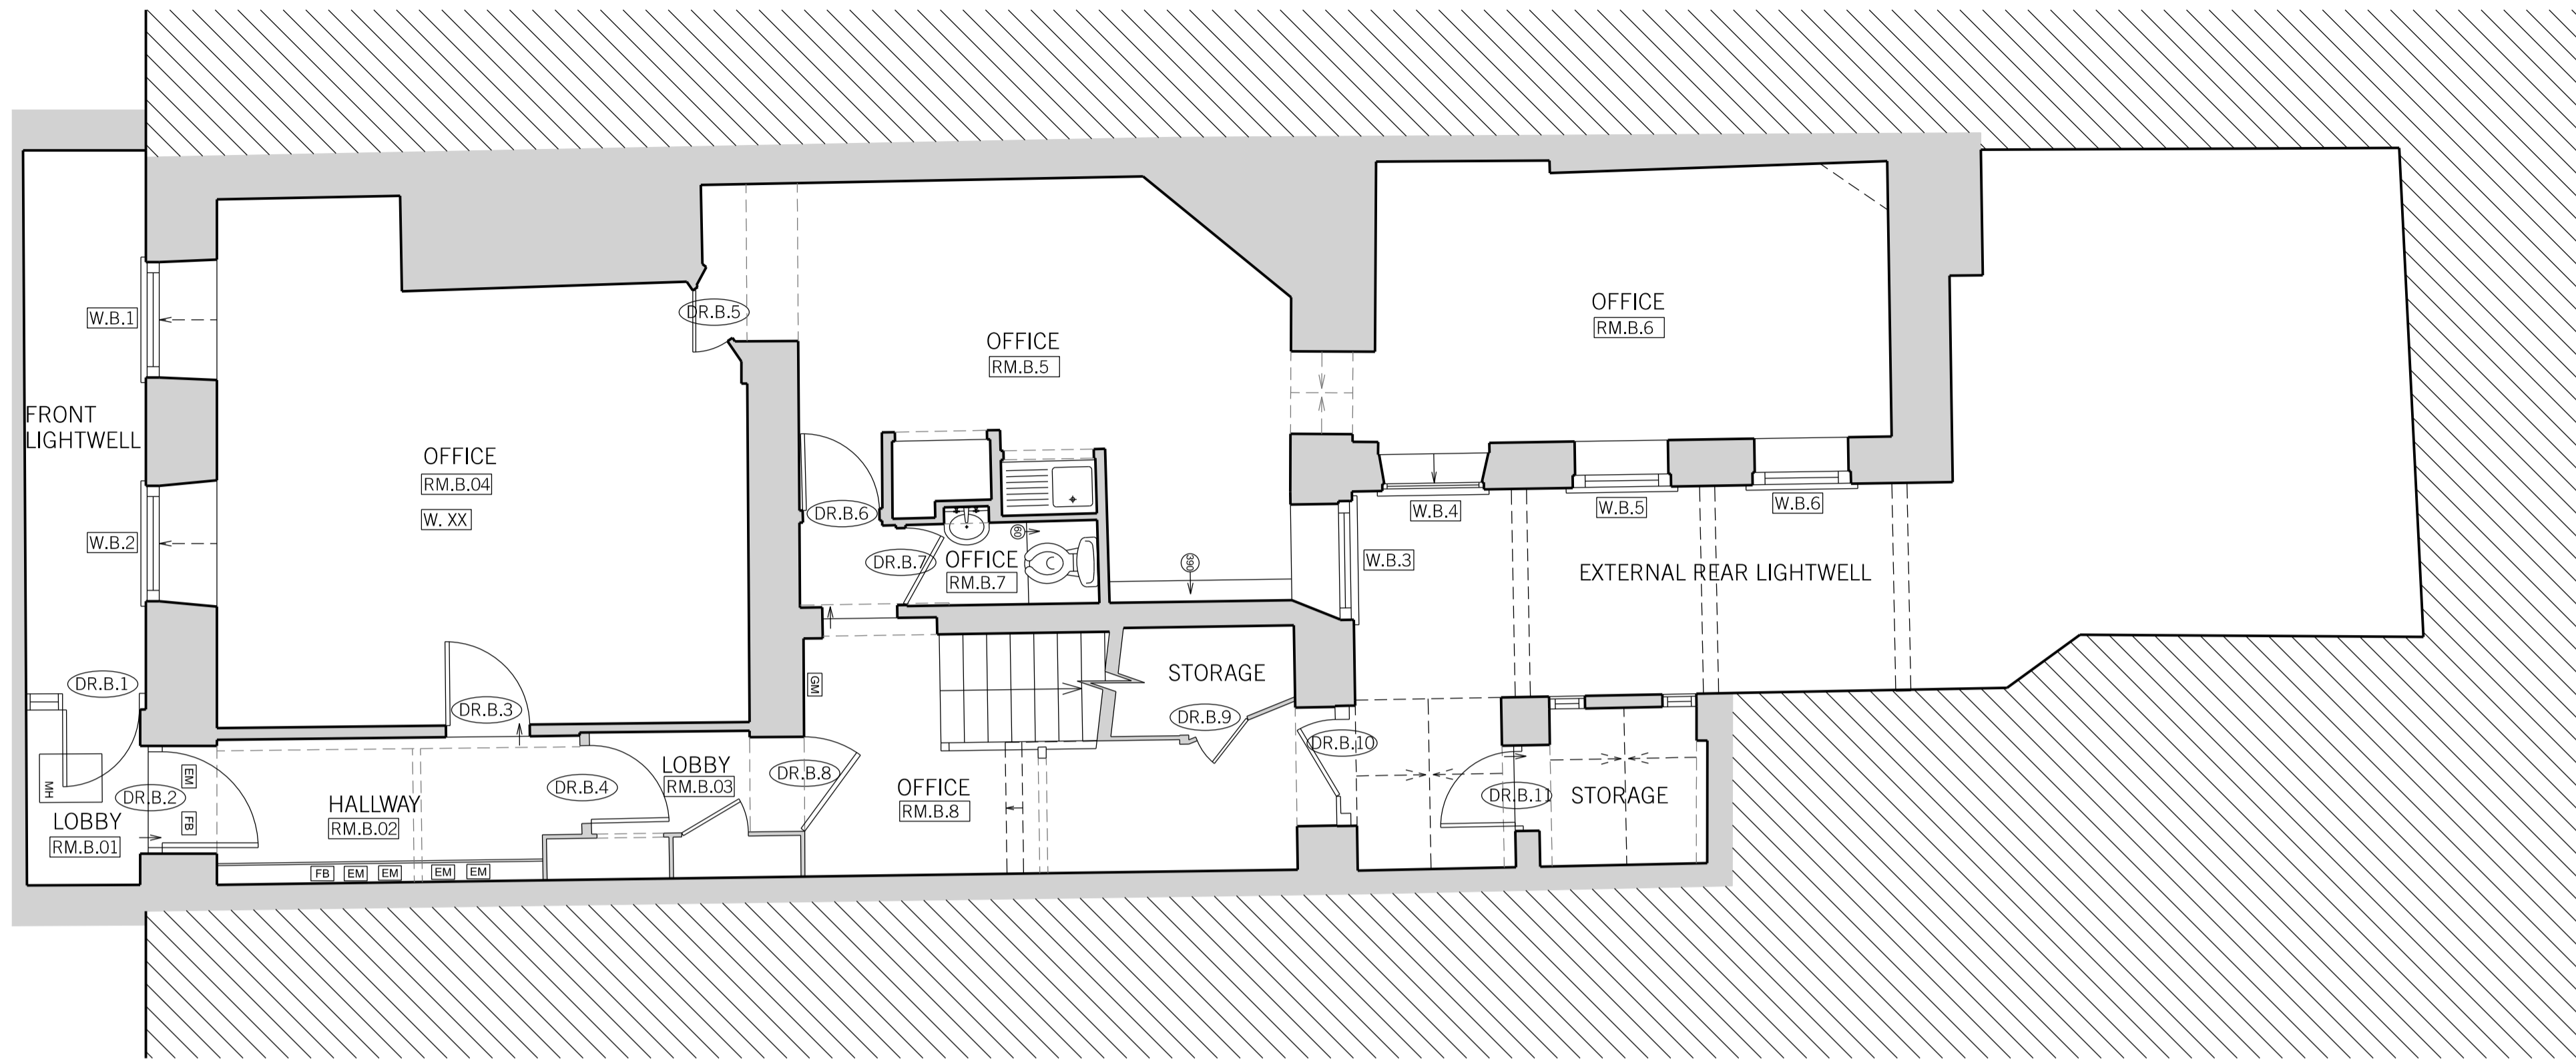 FRONT
LIGHTWELL
W.B.1
W.B.2
OFFICE
RM.B.04
W. XX
DR.B.5
OFFICE
RM.B.5
OFFICE
RM.B.6
DR.B.6
DR.B.7
OFFICE
RM.B.7
60
390
W.B.3
W.B.4
W.B.5
W.B.6
EXTERNAL REAR LIGHTWELL
DR.B.1
MH
DR.B.2
EM
FB
LOBBY
RM.B.01
DR.B.3
HALLWAY
RM.B.02
FB
EM
EM
EM
EM
DR.B.4
LOBBY
RM.B.03
DR.B.8
GM
OFFICE
RM.B.8
STORAGE
DR.B.9
DR.B.10
DR.B.11
STORAGE